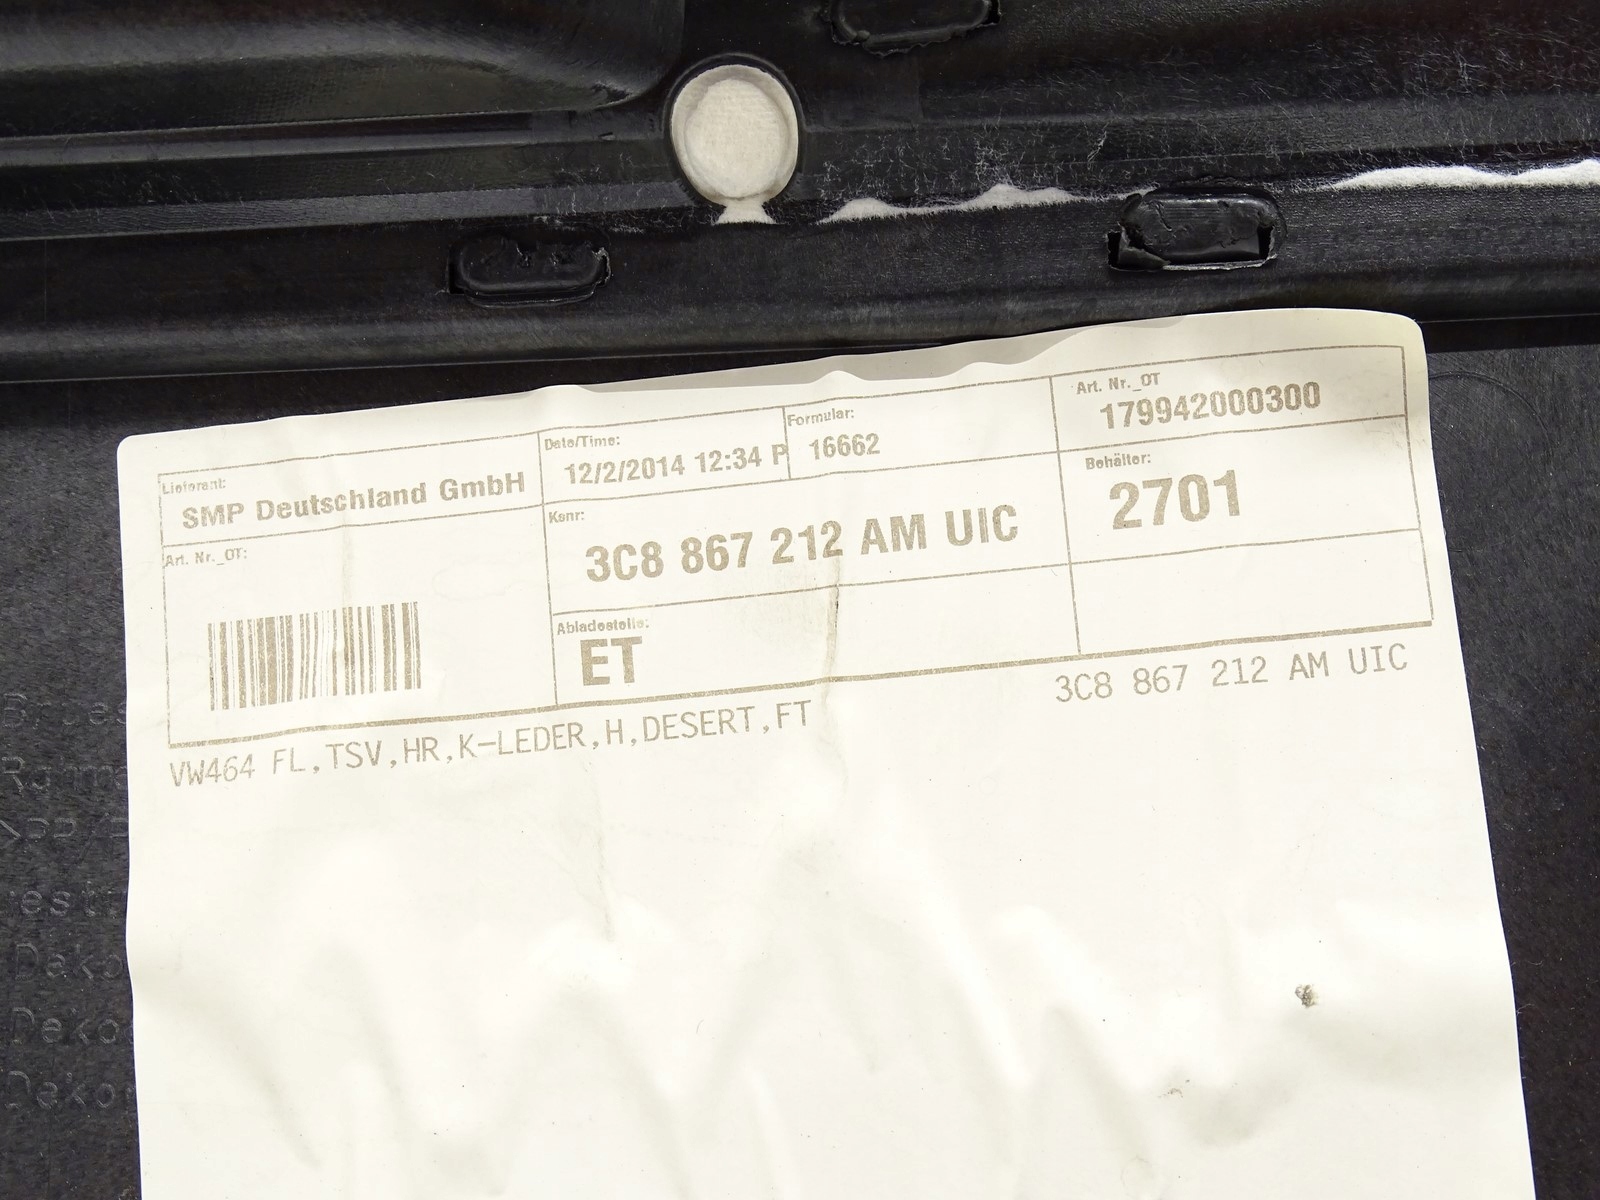 Lieferant:
SMP Deutschland GmbH
Date/Time:
12/2/2014 12:34 P
Formular:
16662
Art. Nr._OT
179942000300
Art. Nr._OT:
Ksnr:
3C8 867 212 AM UIC
Behälter:
2701
Abladestelle:
ET
VW464 FL,TSV,HR,K-LEDER,H,DESERT,FT
3C8 867 212 AM UIC